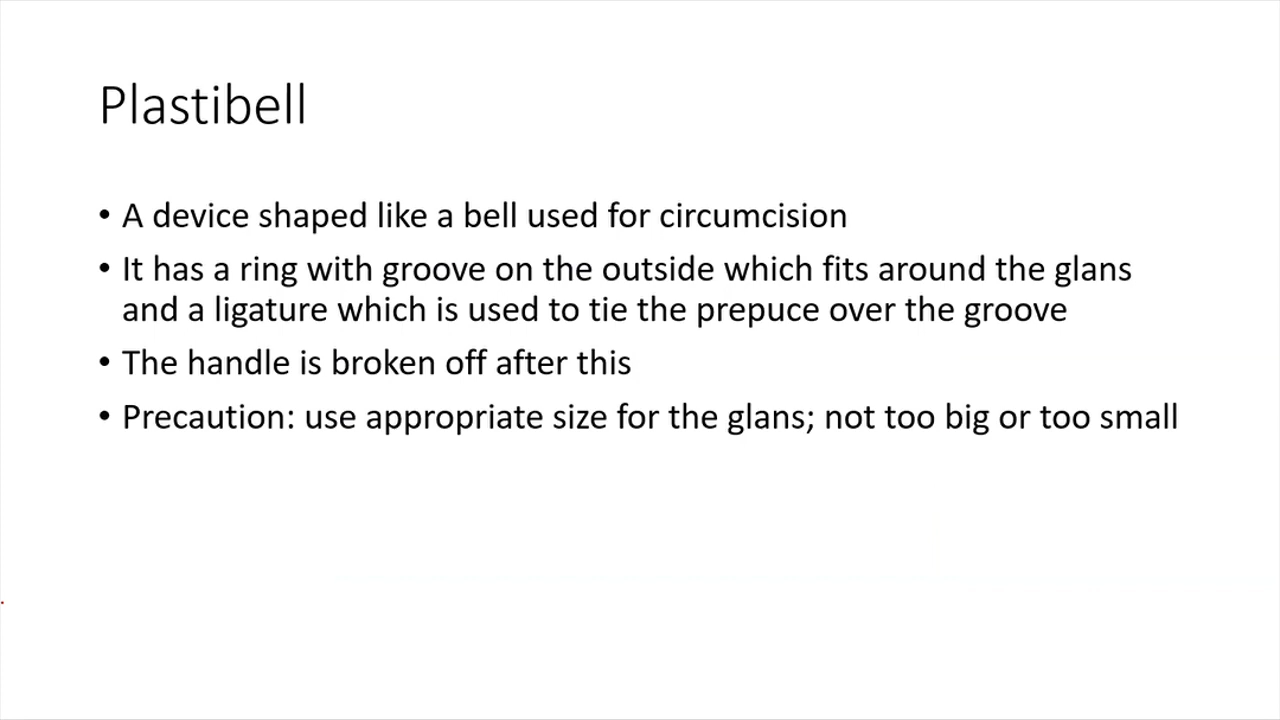 Plastibell
• A device shaped like a bell used for circumcision
• It has a ring with groove on the outside which fits around the glans
and a ligature which is used to tie the prepuce over the groove
• The handle is broken off after this
• Precaution: use appropriate size for the glans; not too big or too small